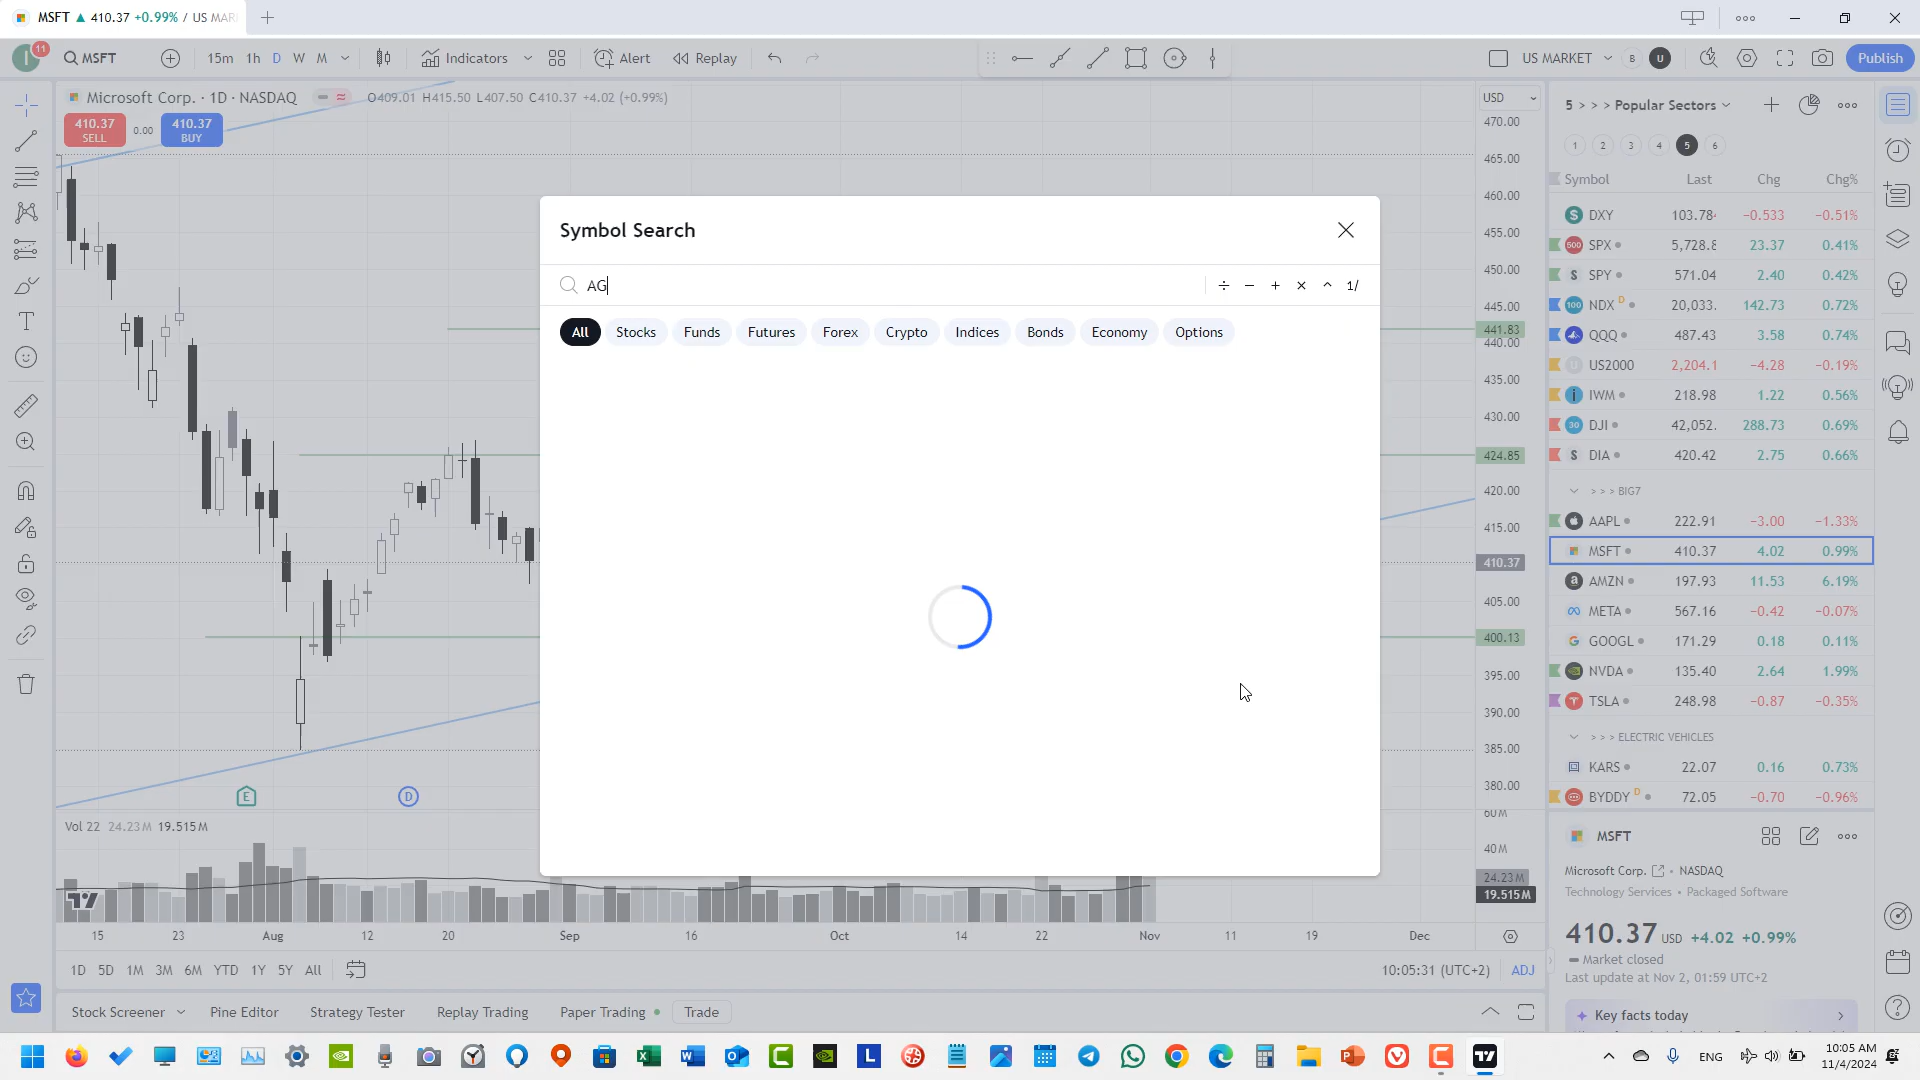 MSFT ▲ 410.37 +0.99% / US MAR
11
MSFT
15m 1h D W M
Indicators
Alert
Replay
US MARKET
B
U
Publish
Microsoft Corp. · 1D · NASDAQ
O409.01 H415.50 L407.50 C410.37 +4.02 (+0.99%)
410.37
SELL
0.00
410.37
BUY
USD
470.00
465.00
460.00
455.00
450.00
445.00
441.83
440.00
435.00
430.00
424.85
420.00
415.00
410.37
405.00
400.13
395.00
390.00
385.00
380.00
60M
40M
24.23M
19.515M
Symbol Search
AG
÷ − + × ^ 1/
All Stocks Funds Futures Forex Crypto Indices Bonds Economy Options
E
D
Vol 22 24.23M 19.515M
15 23 Aug 12 20 Sep 16 Oct 14 22 Nov 11 19 Dec
1D 5D 1M 3M 6M YTD 1Y 5Y All
10:05:31 (UTC+2) ADJ
Stock Screener Pine Editor Strategy Tester Replay Trading Paper Trading Trade
5 > > > Popular Sectors
1 2 3 4 5 6
Symbol Last Chg Chg%
DXY 103.784 −0.533 −0.51%
500 SPX 5,728.8 23.37 0.41%
S SPY 571.04 2.40 0.42%
100 NDX D 20,033. 142.73 0.72%
QQQ 487.43 3.58 0.74%
U US2000 2,204.1 −4.28 −0.19%
i IWM 218.98 1.22 0.56%
30 DJI 42,052. 288.73 0.69%
S DIA 420.42 2.75 0.66%
> > > BIG7
AAPL 222.91 −3.00 −1.33%
MSFT 410.37 4.02 0.99%
a AMZN 197.93 11.53 6.19%
META 567.16 −0.42 −0.07%
G GOOGL 171.29 0.18 0.11%
NVDA 135.40 2.64 1.99%
TSLA 248.98 −0.87 −0.35%
> > > ELECTRIC VEHICLES
KARS 22.07 0.16 0.73%
BYDDY D 72.05 −0.70 −0.96%
MSFT
Microsoft Corp. • NASDAQ
Technology Services • Packaged Software
410.37 USD +4.02 +0.99%
Market closed
Last update at Nov 2, 01:59 UTC+2
Key facts today
ENG
10:05 AM
11/4/2024